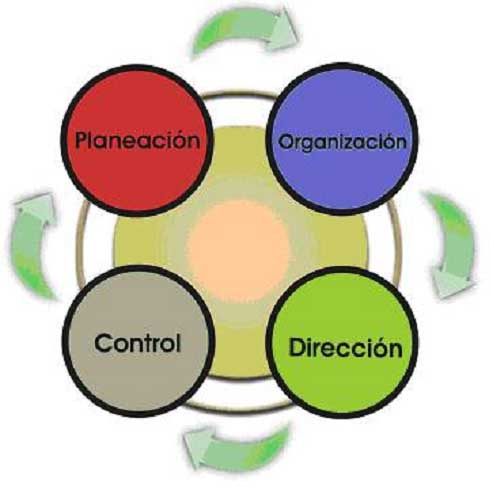 Planeación
Organización
Control
Dirección